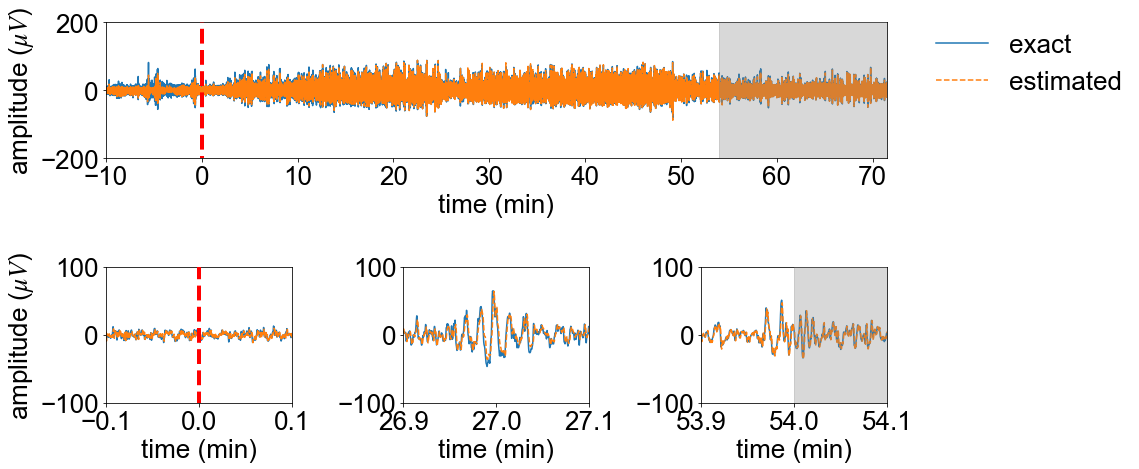 amplitude (μV)
200
0
−200
−10 0 10 20 30 40 50 60 70
time (min)
exact
estimated
amplitude (μV)
100
0
−100
−0.1 0.0 0.1
time (min)
100
0
−100
26.9 27.0 27.1
time (min)
100
0
−100
53.9 54.0 54.1
time (min)